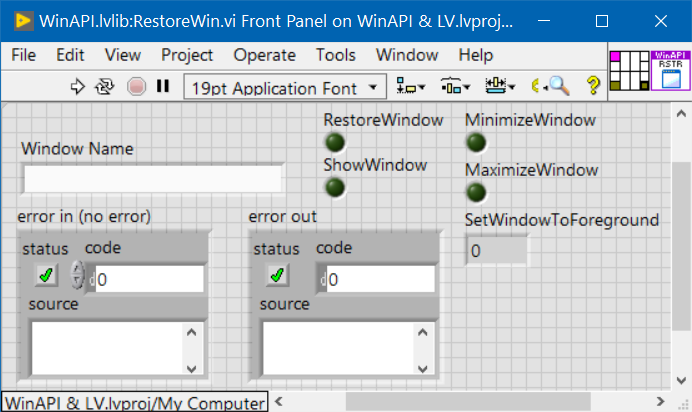 WinAPI.lvlib:RestoreWin.vi Front Panel on WinAPI & LV.lvproj...
File Edit View Project Operate Tools Window Help
WinAPI
RSTR
19pt Application Font
?
RestoreWindow MinimizeWindow
Window Name
ShowWindow MaximizeWindow
error in (no error) error out SetWindowToForeground
status code status code 0
d 0 d 0
source source
WinAPI & LV.lvproj/My Computer